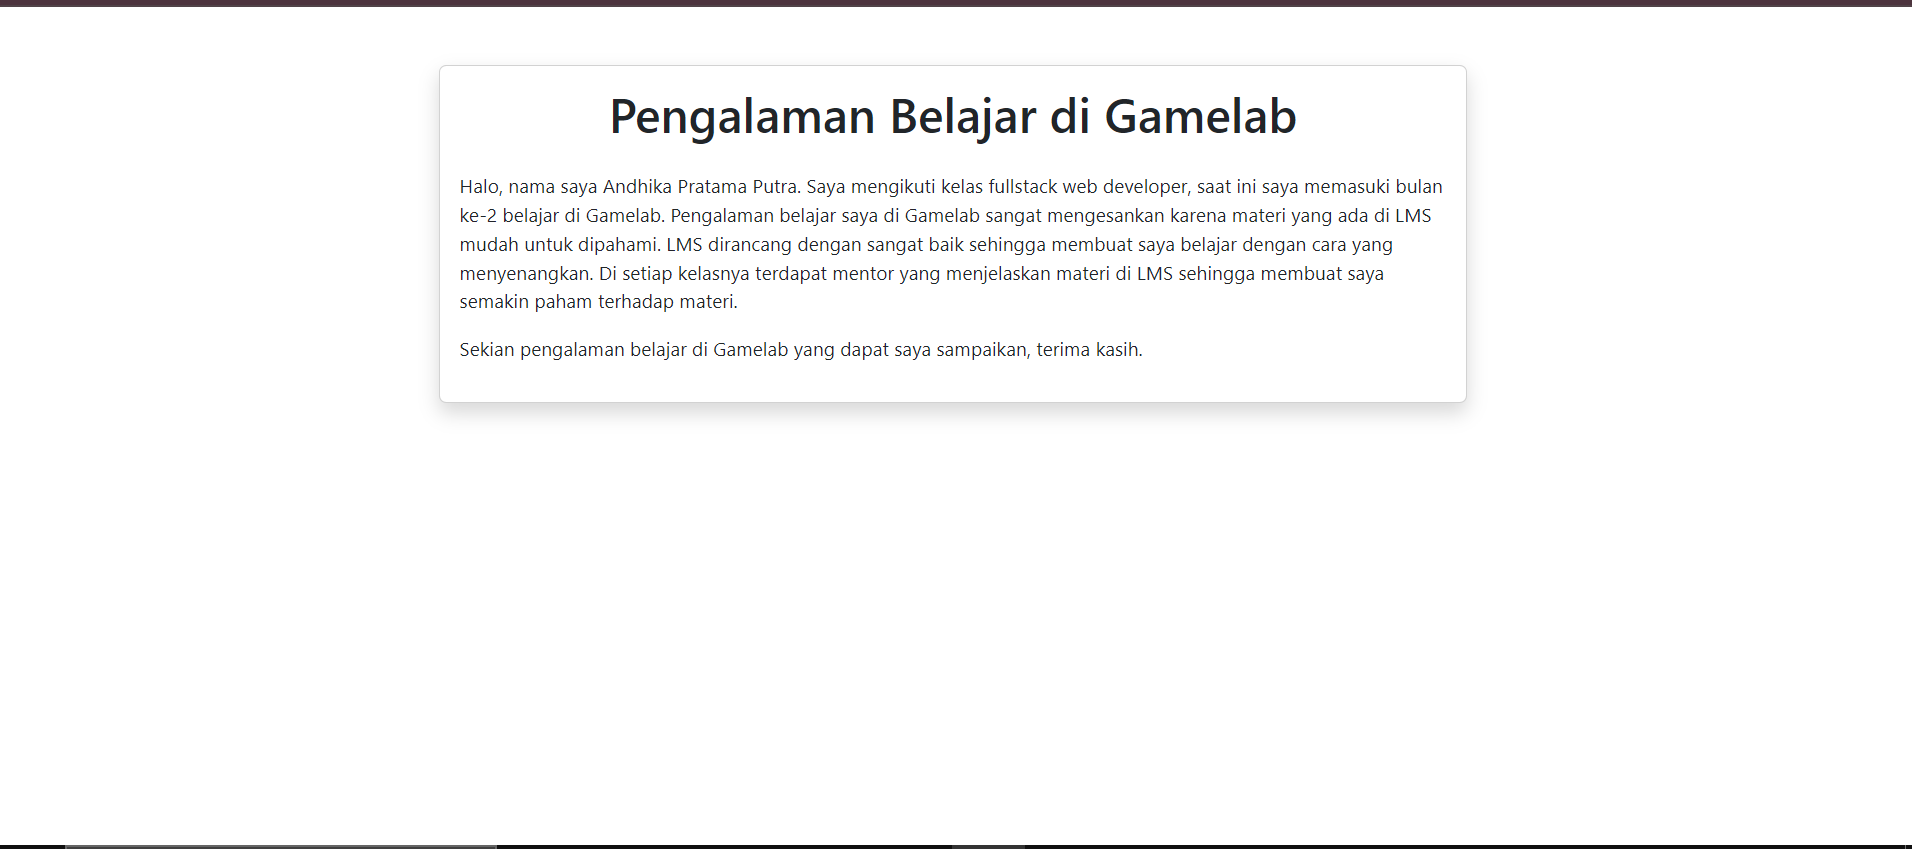 Pengalaman Belajar di Gamelab
Halo, nama saya Andhika Pratama Putra. Saya mengikuti kelas fullstack web developer, saat ini saya memasuki bulan
ke-2 belajar di Gamelab. Pengalaman belajar saya di Gamelab sangat mengesankan karena materi yang ada di LMS
mudah untuk dipahami. LMS dirancang dengan sangat baik sehingga membuat saya belajar dengan cara yang
menyenangkan. Di setiap kelasnya terdapat mentor yang menjelaskan materi di LMS sehingga membuat saya
semakin paham terhadap materi.
Sekian pengalaman belajar di Gamelab yang dapat saya sampaikan, terima kasih.